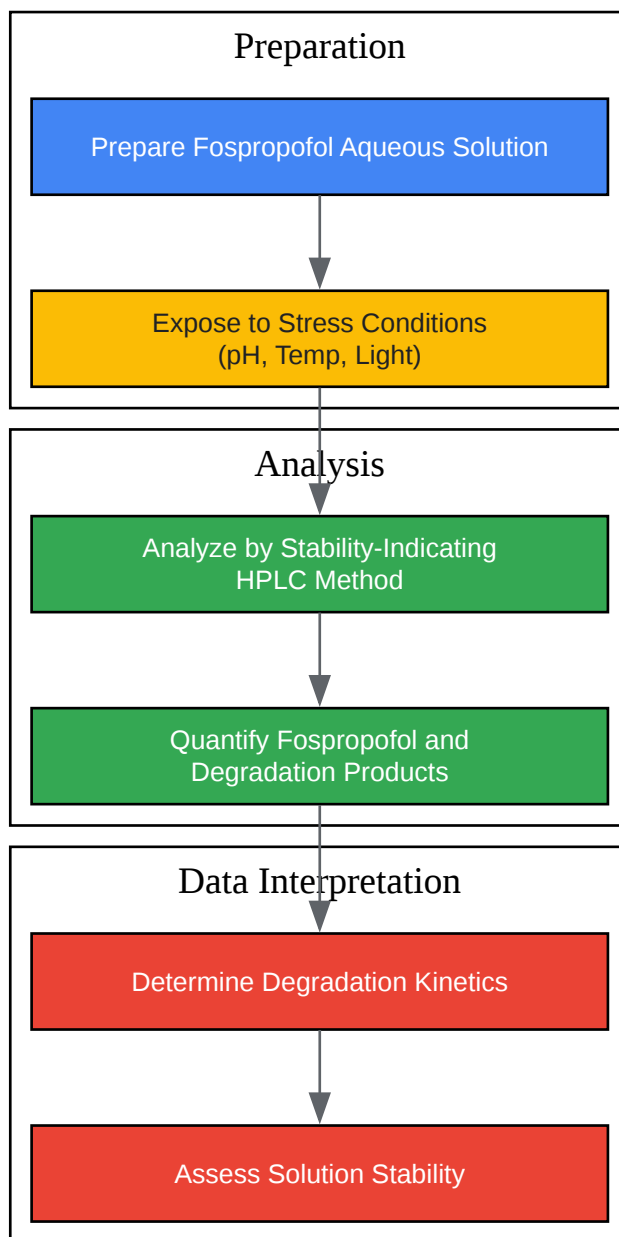 Preparation
Prepare Fospropofol Aqueous Solution
Expose to Stress Conditions
(pH, Temp, Light)
Analysis
Analyze by Stability-Indicating
HPLC Method
Quantify Fospropofol and
Degradation Products
Data Interpretation
Determine Degradation Kinetics
Assess Solution Stability